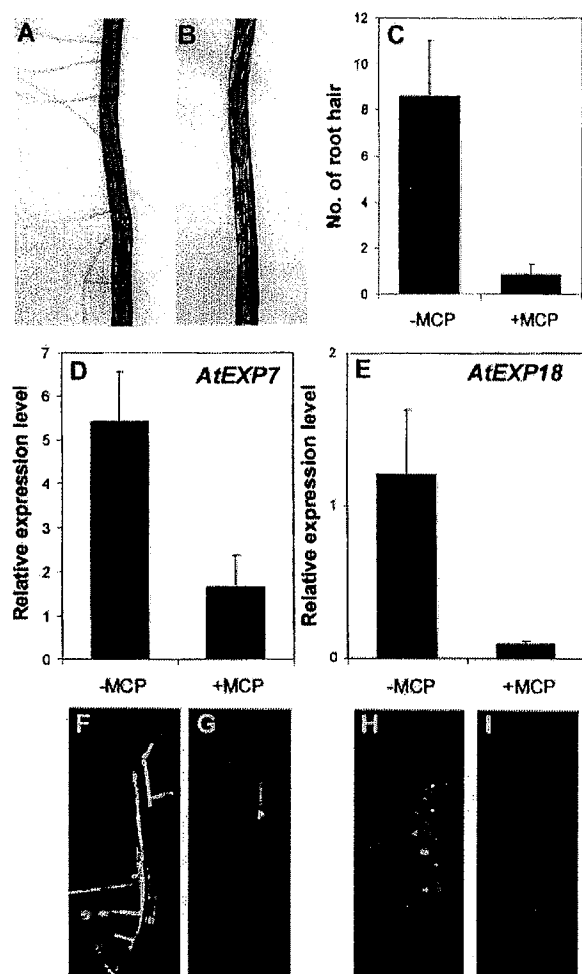 A
B
C
No. of root hair
12
10
8
6
4
2
0
-MCP
+MCP
D
AtEXP7
Relative expression level
7
6
5
4
3
2
1
0
-MCP
+MCP
E
AtEXP18
Relative expression level
2
1
0
-MCP
+MCP
F
G
H
I